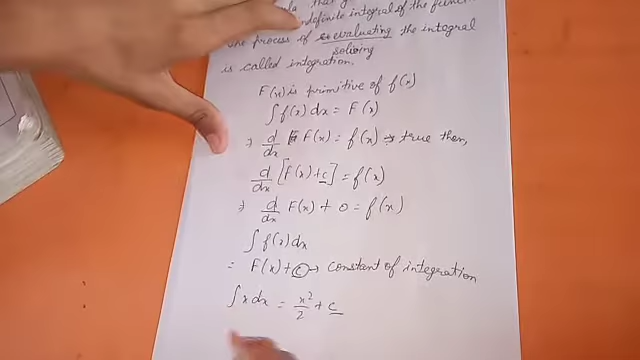 that
indefinite integral of the
the process of evaluating the integral
solving
is called integration.
F(x) is primitive of f(x)
∫f(x)dx = F(x)
⇒ d/dx F(x) = f(x) → true then,
d/dx [F(x)+c] = f(x)
⇒ d/dx F(x) + 0 = f(x)
∫f(x)dx
= F(x)+c → constant of integration
∫x dx = x²/2 + c